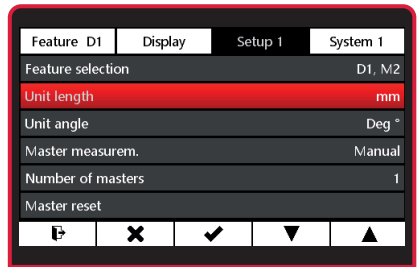 Feature D1 Display Setup 1 System 1
Feature selection D1, M2
Unit length mm
Unit angle Deg °
Master measurem. Manual
Number of masters 1
Master reset